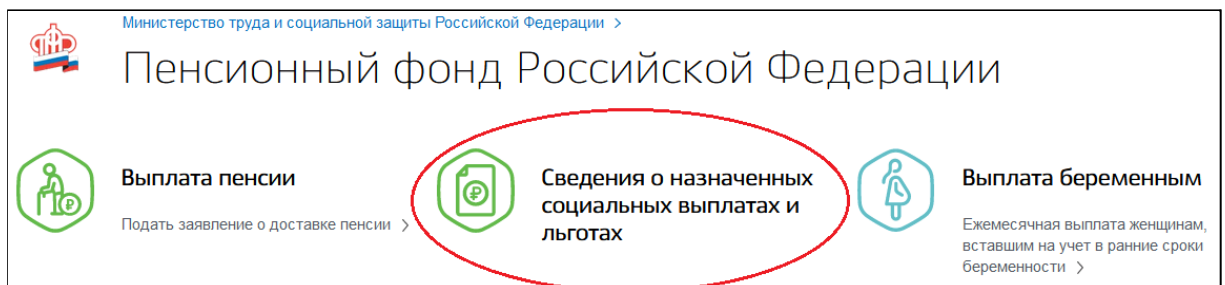 Министерство труда и социальной защиты Российской Федерации >
Пенсионный фонд Российской Федерации
Выплата пенсии
Подать заявление о доставке пенсии >
Сведения о назначенных
социальных выплатах и
льготах
Выплата беременным
Ежемесячная выплата женщинам,
вставшим на учет в ранние сроки
беременности >